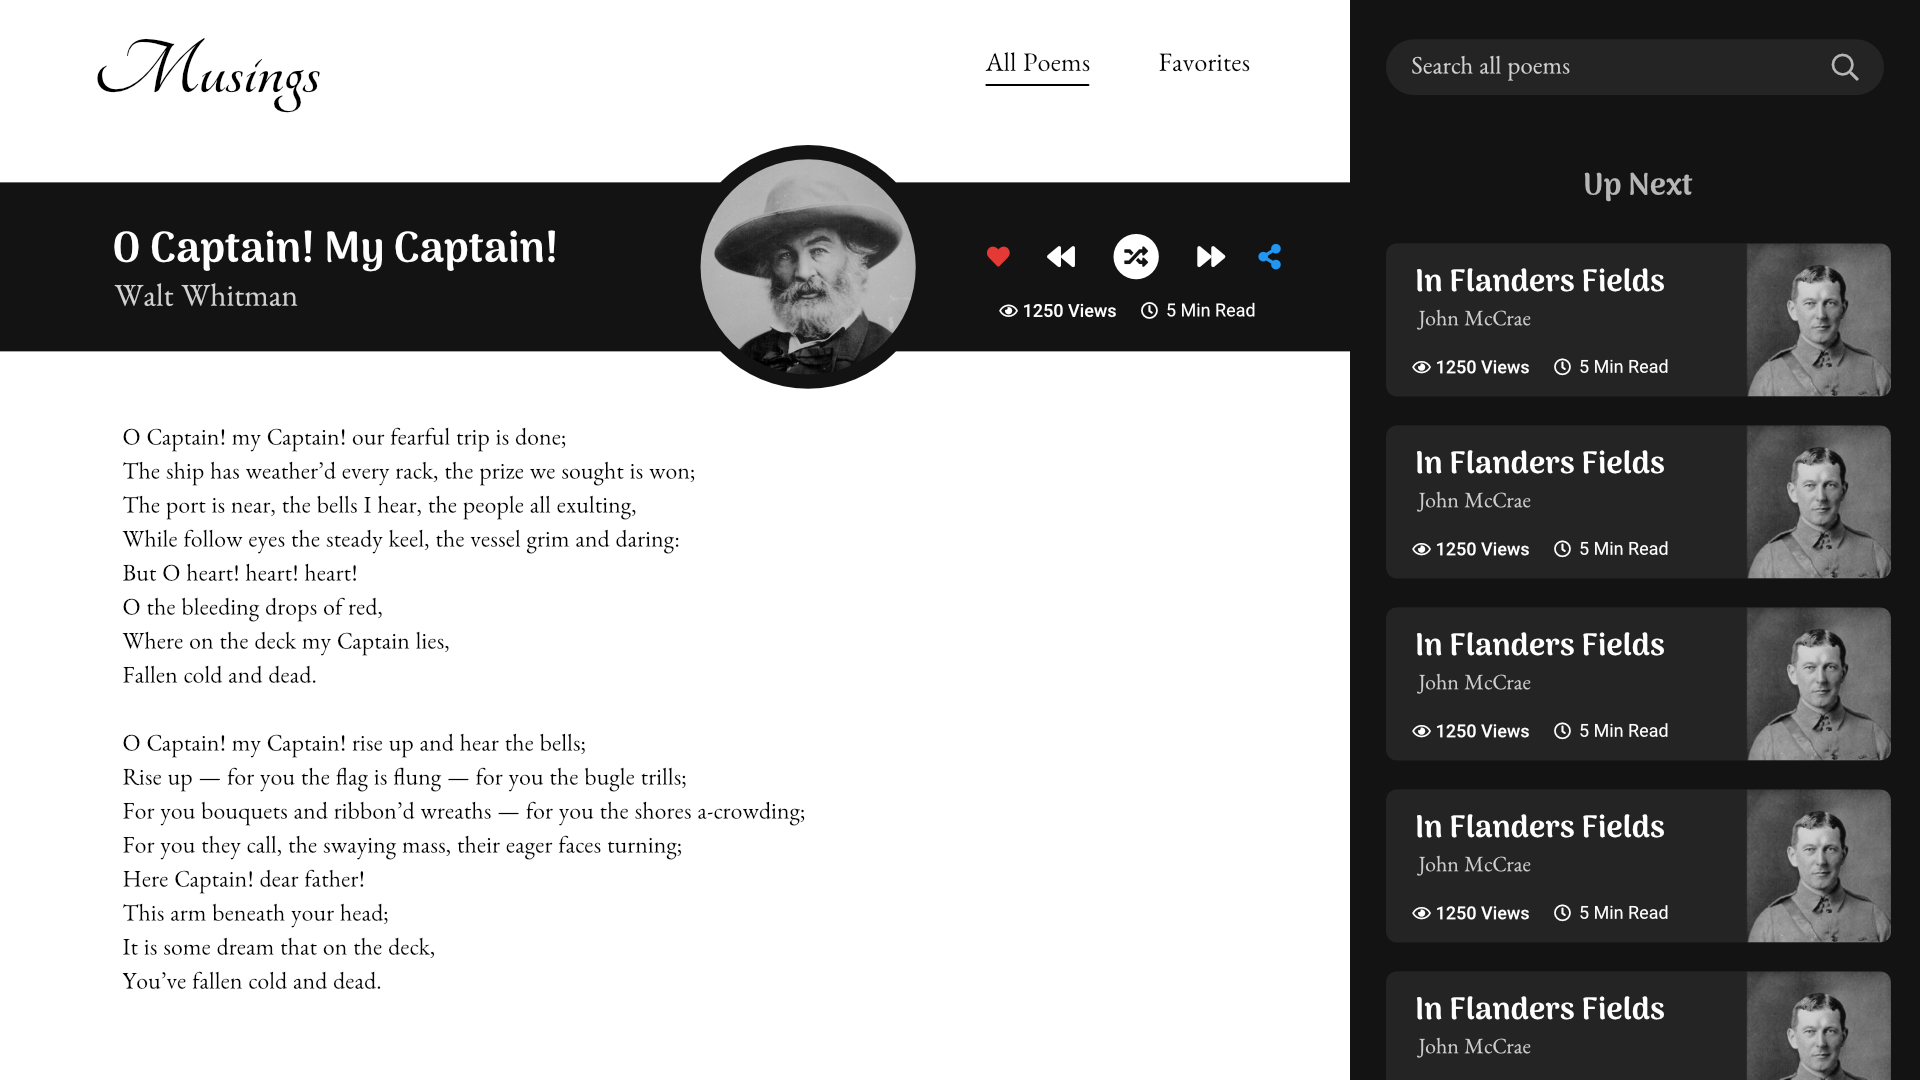 Musings
All Poems
Favorites
Search all poems
O Captain! My Captain!
Walt Whitman
1250 Views
5 Min Read
O Captain! my Captain! our fearful trip is done;
The ship has weather’d every rack, the prize we sought is won;
The port is near, the bells I hear, the people all exulting,
While follow eyes the steady keel, the vessel grim and daring:
But O heart! heart! heart!
O the bleeding drops of red,
Where on the deck my Captain lies,
Fallen cold and dead.
O Captain! my Captain! rise up and hear the bells;
Rise up — for you the flag is flung — for you the bugle trills;
For you bouquets and ribbon’d wreaths — for you the shores a-crowding;
For you they call, the swaying mass, their eager faces turning;
Here Captain! dear father!
This arm beneath your head;
It is some dream that on the deck,
You’ve fallen cold and dead.
Up Next
In Flanders Fields
John McCrae
1250 Views
5 Min Read
In Flanders Fields
John McCrae
1250 Views
5 Min Read
In Flanders Fields
John McCrae
1250 Views
5 Min Read
In Flanders Fields
John McCrae
1250 Views
5 Min Read
In Flanders Fields
John McCrae